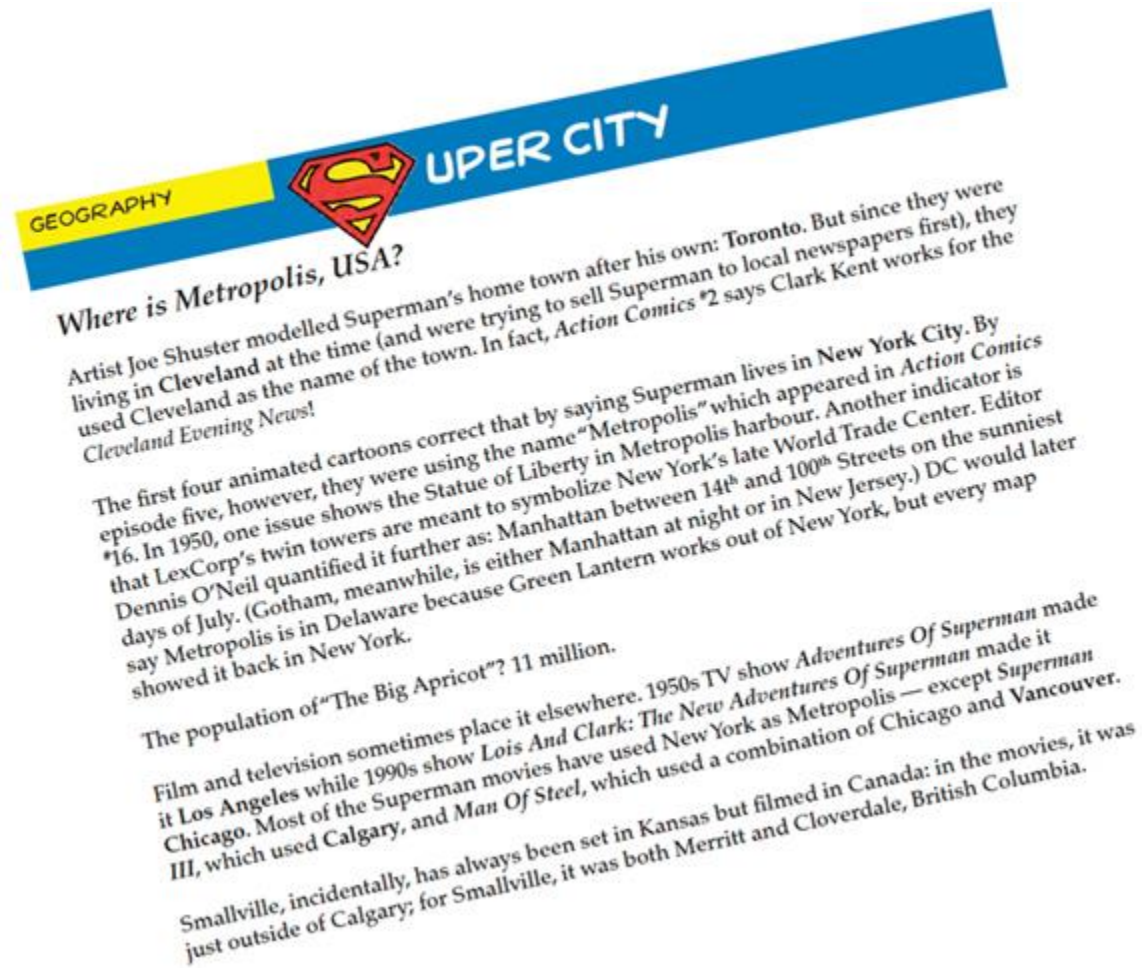 GEOGRAPHY
SUPER CITY
Where is Metropolis, USA?
Artist Joe Shuster modelled Superman's home town after his own: Toronto. But since they were
living in Cleveland at the time (and were trying to sell Superman to local newspapers first), they
used Cleveland as the name of the town. In fact, Action Comics #2 says Clark Kent works for the
Cleveland Evening News!
The first four animated cartoons correct that by saying Superman lives in New York City. By
episode five, however, they were using the name "Metropolis" which appeared in Action Comics
#16. In 1950, one issue shows the Statue of Liberty in Metropolis harbour. Another indicator is
that LexCorp's twin towers are meant to symbolize New York's late World Trade Center. Editor
Dennis O'Neil quantified it further as: Manhattan between 14th and 100th Streets on the sunniest
days of July. (Gotham, meanwhile, is either Manhattan at night or in New Jersey.) DC would later
say Metropolis is in Delaware because Green Lantern works out of New York, but every map
showed it back in New York.
The population of "The Big Apricot"? 11 million.
Film and television sometimes place it elsewhere. 1950s TV show Adventures Of Superman made
it Los Angeles while 1990s show Lois And Clark: The New Adventures Of Superman made it
Chicago. Most of the Superman movies have used New York as Metropolis — except Superman
III, which used Calgary, and Man Of Steel, which used a combination of Chicago and Vancouver.
Smallville, incidentally, has always been set in Kansas but filmed in Canada: in the movies, it was
just outside of Calgary; for Smallville, it was both Merritt and Cloverdale, British Columbia.